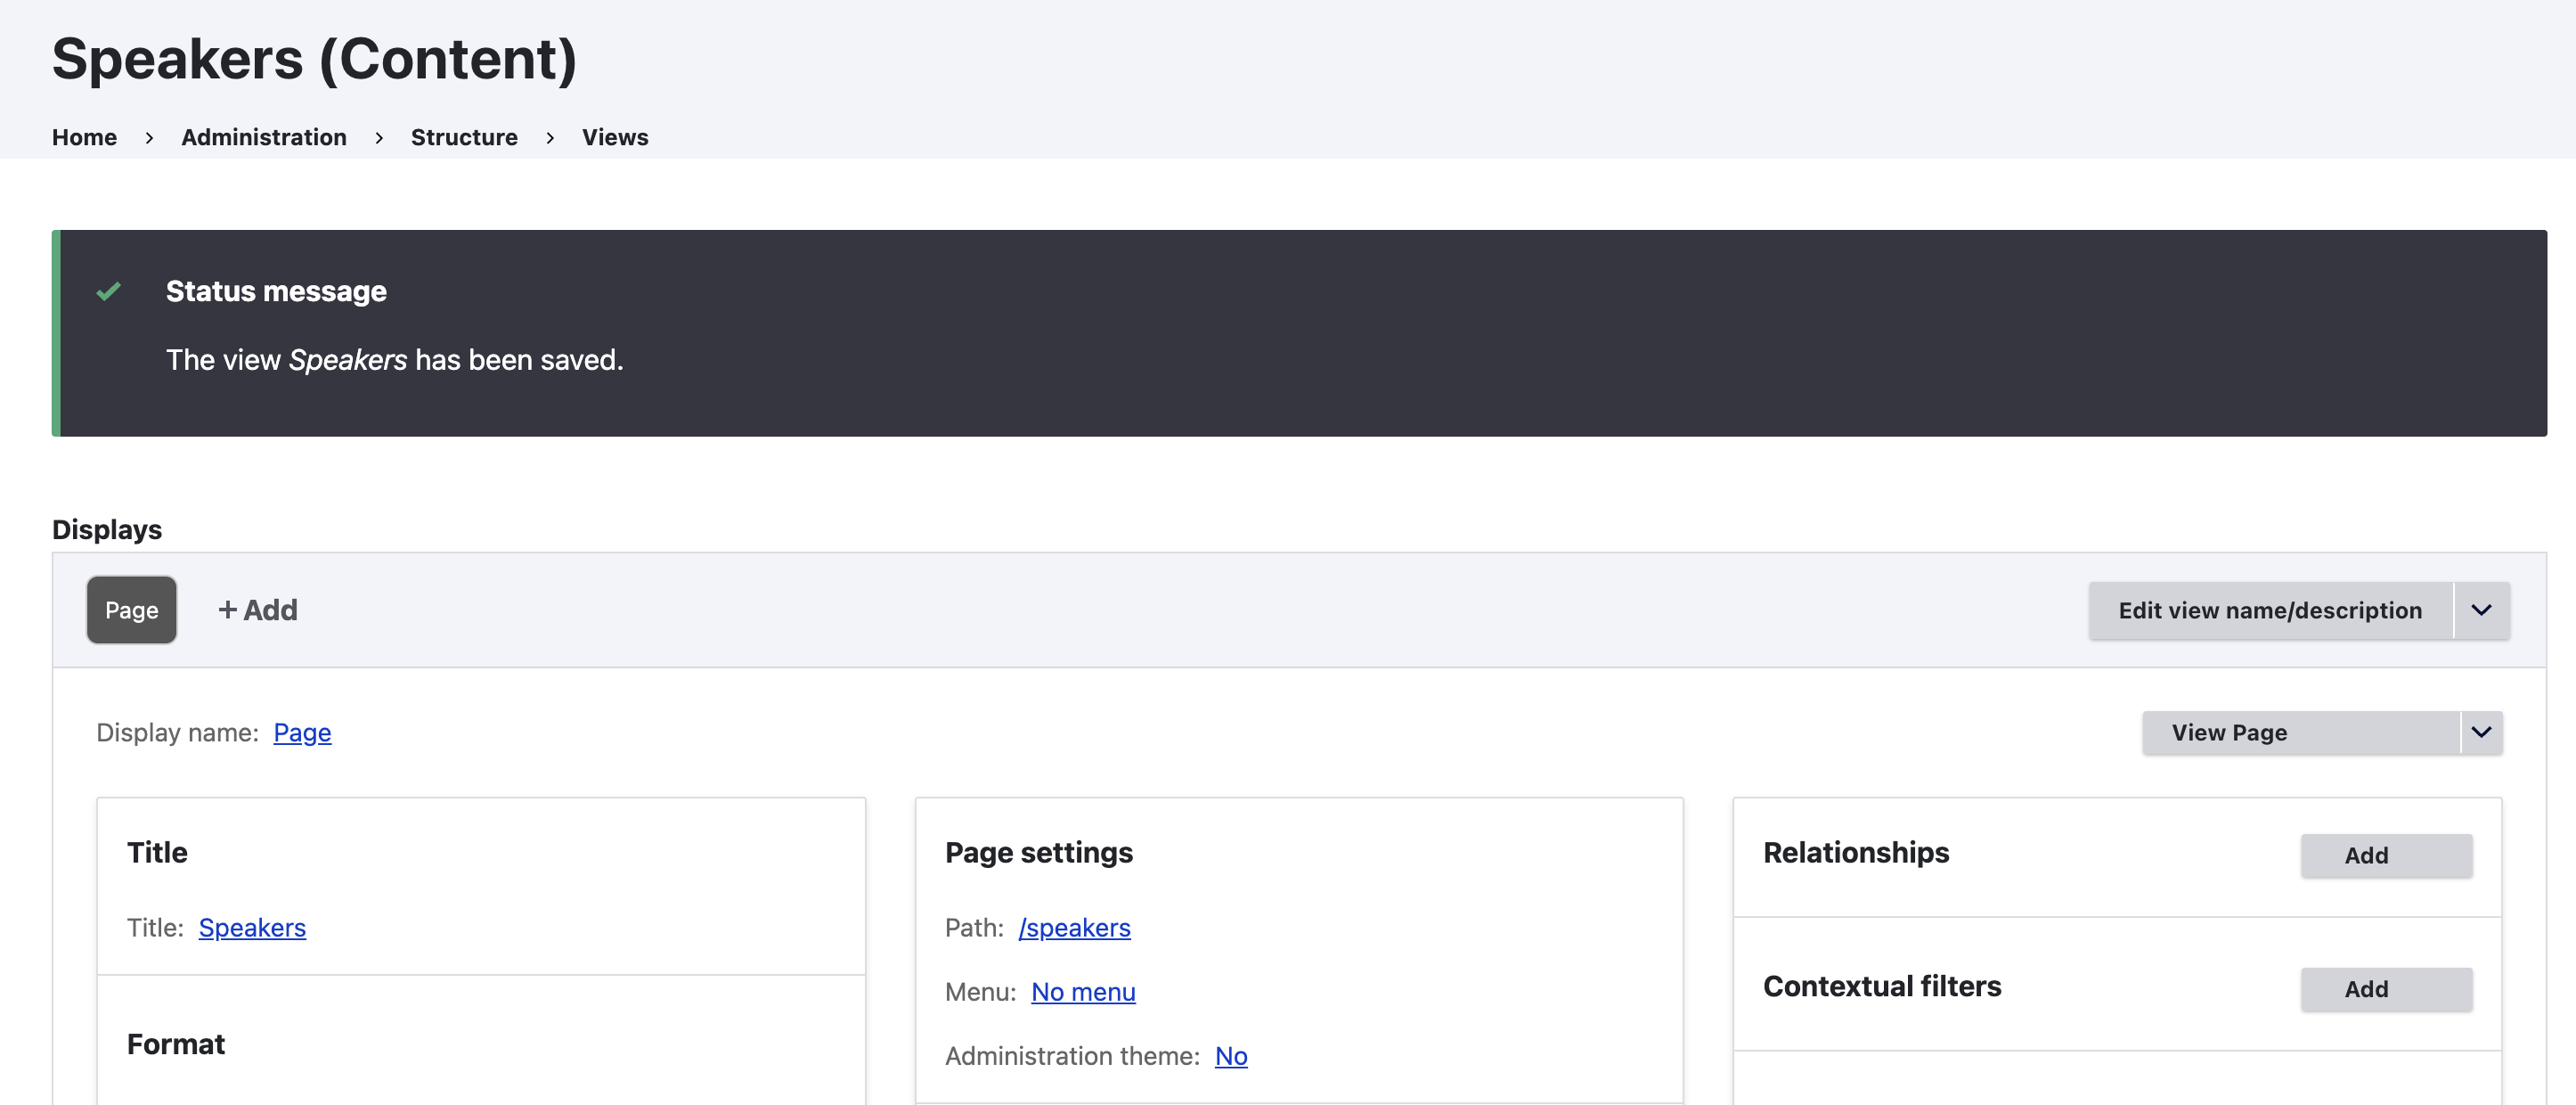 Speakers (Content)
Home > Administration > Structure > Views
Status message
The view Speakers has been saved.
Displays
Page + Add Edit view name/description
Display name: Page View Page
Title
Title: Speakers
Format
Page settings
Path: /speakers
Menu: No menu
Administration theme: No
Relationships Add
Contextual filters Add